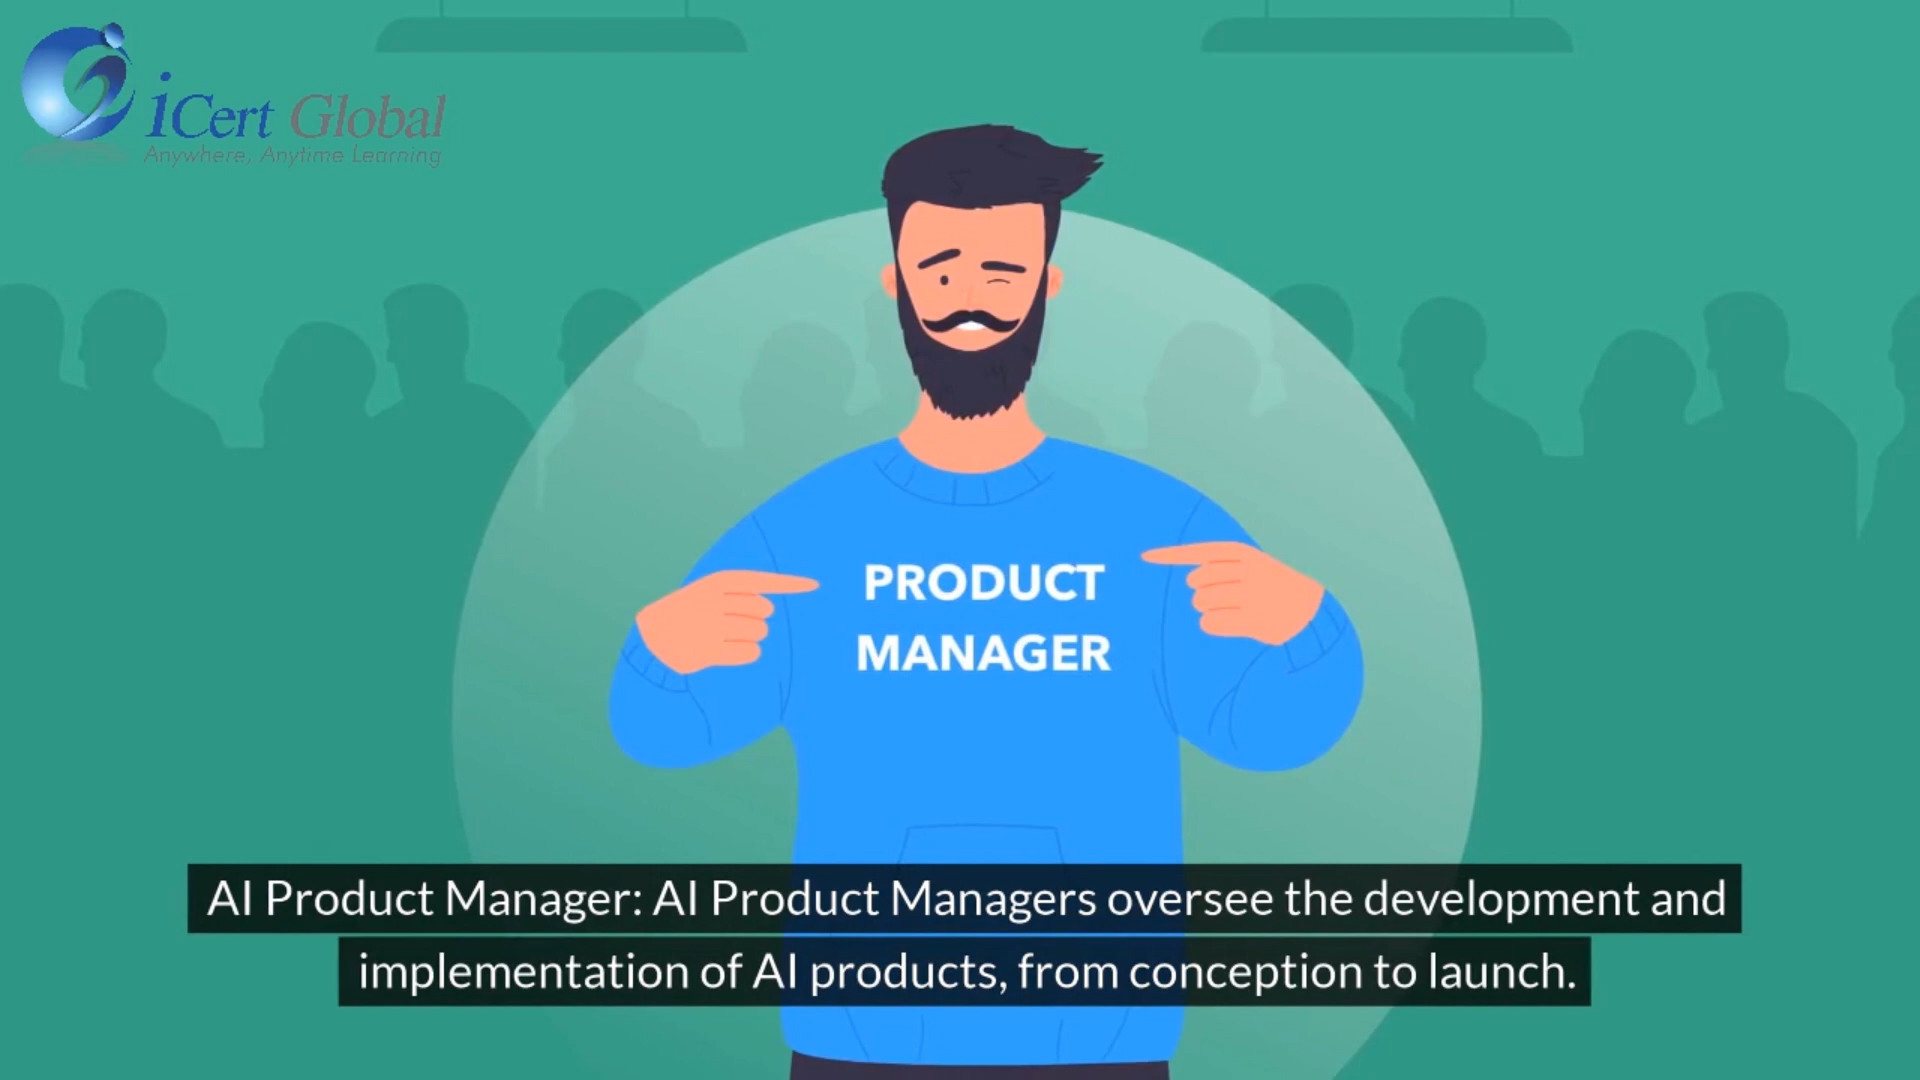 iCert Global
Anywhere, Anytime Learning
PRODUCT
MANAGER
AI Product Manager: AI Product Managers oversee the development and
implementation of AI products, from conception to launch.